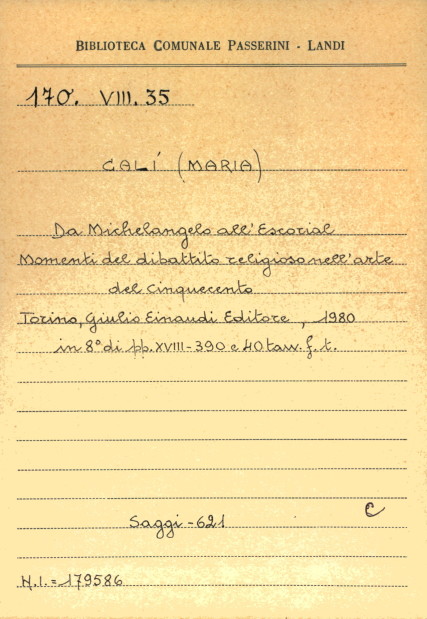 BIBLIOTECA COMUNALE PASSERINI - LANDI
170. VIII. 35
CALÍ (MARIA)
Da Michelangelo all'Escorial
Momenti del dibattito religioso nell'arte
del Cinquecento
Torino, Giulio Einaudi Editore, 1980
in 8° di pp. XVIII-390 e 40 tavv. f. t.
C
Saggi - 621
N.I. = 179586